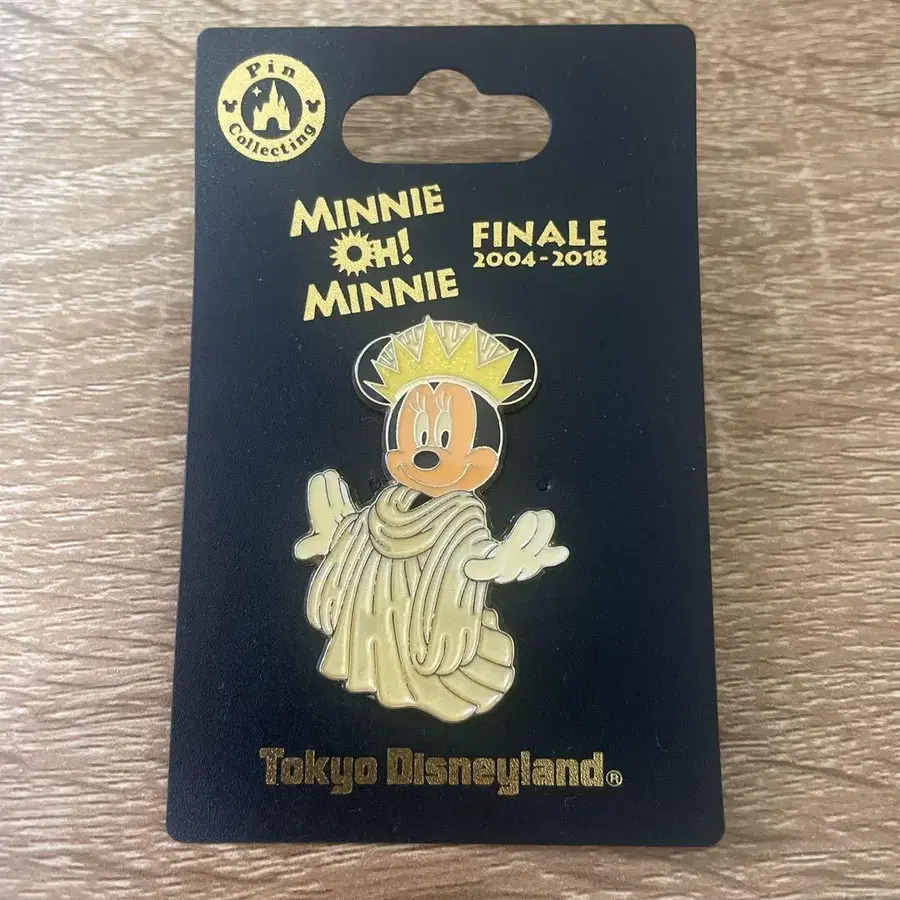 Pin
Collecting
MINNIE
OH!
MINNIE
FINALE
2004-2018
Tokyo Disneyland®